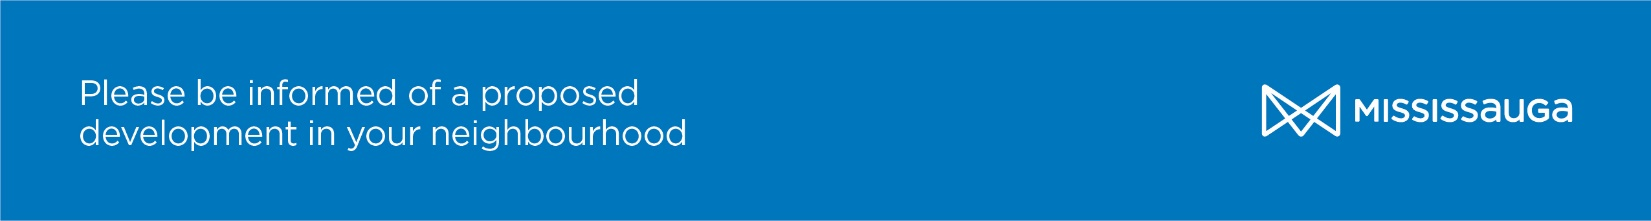 Please be informed of a proposed
development in your neighbourhood
MISSISSauGa